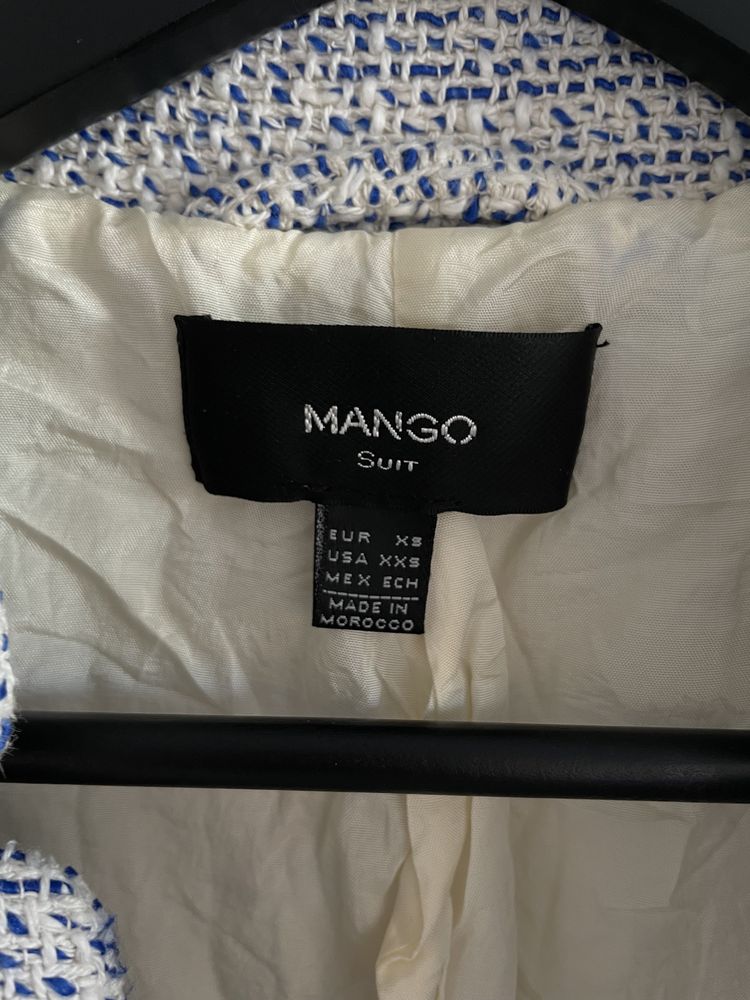 MANGO
SUIT
EUR XS
USA XXS
MEX ECH
MADE IN
MOROCCO